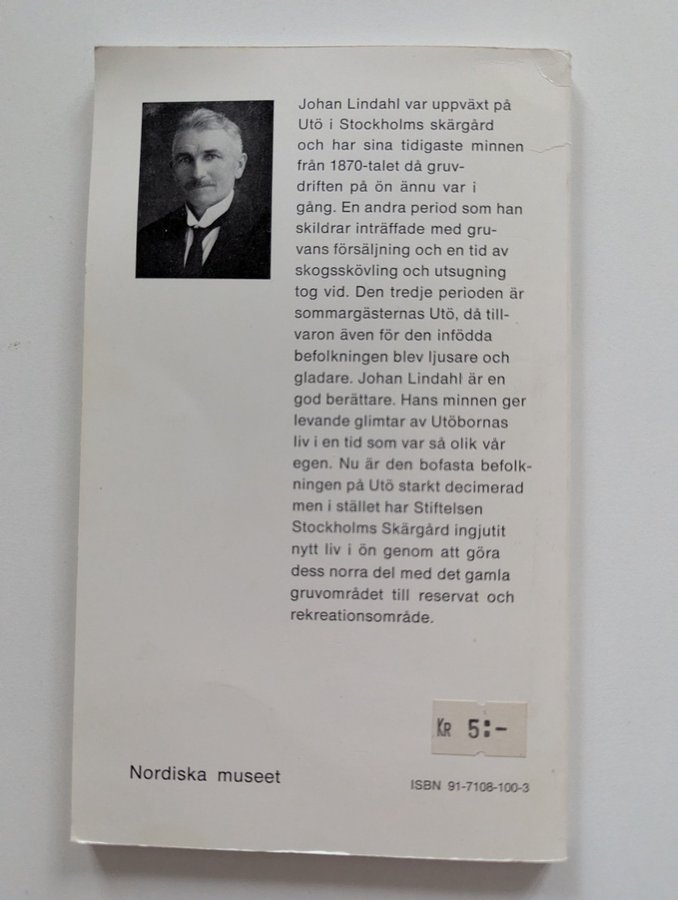 Johan Lindahl var uppväxt på
Utö i Stockholms skärgård
och har sina tidigaste minnen
från 1870-talet då gruv-
driften på ön ännu var i
gång. En andra period som han
skildrar inträffade med gru-
vans försäljning och en tid av
skogsskövling och utsugning
tog vid. Den tredje perioden är
sommargästernas Utö, då till-
varon även för den infödda
befolkningen blev ljusare och
gladare. Johan Lindahl är en
god berättare. Hans minnen ger
levande glimtar av Utöbornas
liv i en tid som var så olik vår
egen. Nu är den bofasta befolk-
ningen på Utö starkt decimerad
men i stället har Stiftelsen
Stockholms Skärgård ingjutit
nytt liv i ön genom att göra
dess norra del med det gamla
gruvområdet till reservat och
rekreationsområde.
KR 5:-
Nordiska museet
ISBN 91-7108-100-3